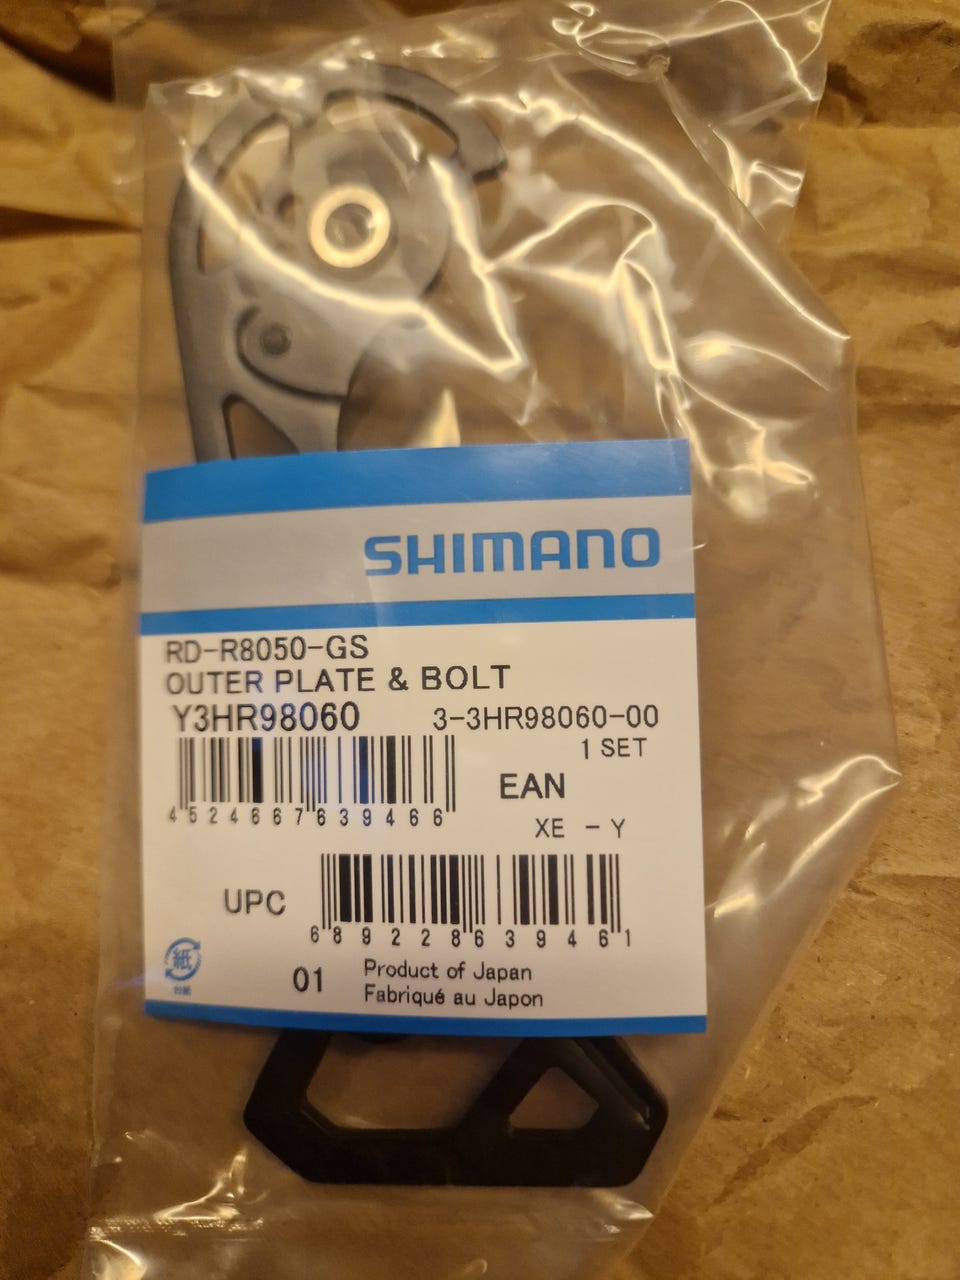 SHIMANO
RD-R8050-GS
OUTER PLATE & BOLT
Y3HR98060 3-3HR98060-00
1 SET
EAN
4524667639466
XE - Y
UPC
689228639461
紙
01 Product of Japan
Fabriqué au Japon